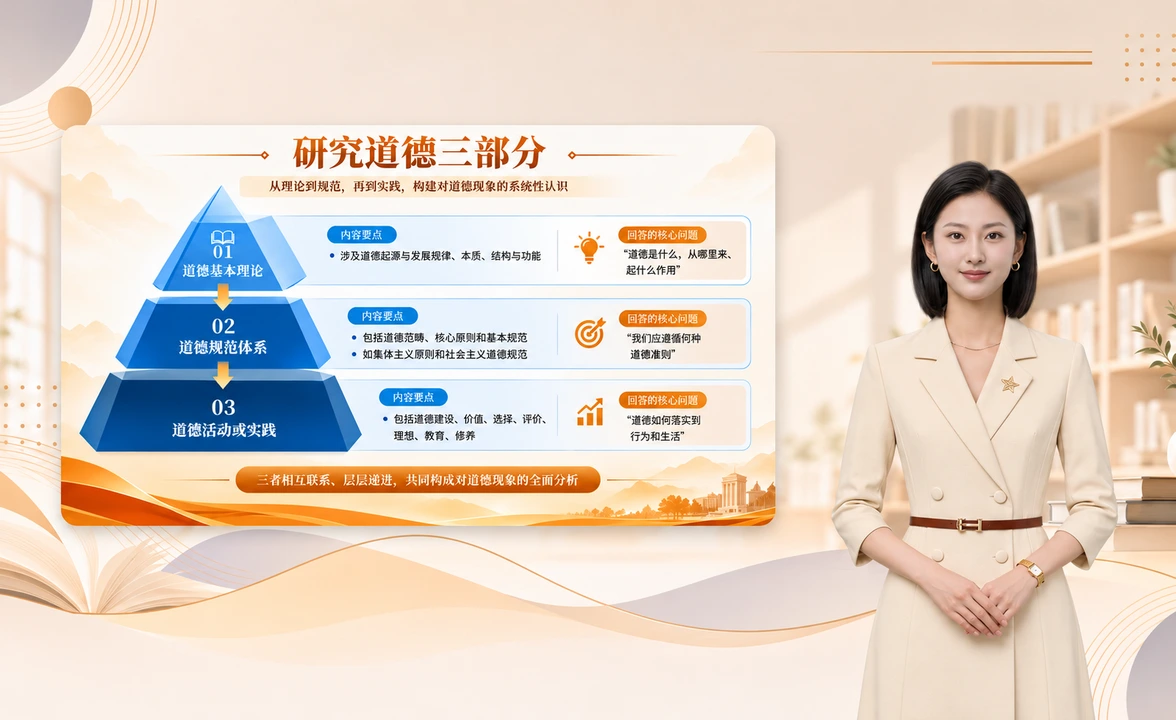 研究道德三部分
从理论到规范，再到实践，构建对道德现象的系统性认识
01
道德基本理论
内容要点
• 涉及道德起源与发展规律、本质、结构与功能
回答的核心问题
“道德是什么，从哪里来、
起什么作用”
02
道德规范体系
内容要点
• 包括道德范畴、核心原则和基本规范
• 如集体主义原则和社会主义道德规范
回答的核心问题
“我们应遵循何种
道德准则”
03
道德活动或实践
内容要点
• 包括道德建设、价值、选择、评价、
理想、教育、修养
回答的核心问题
“道德如何落实到
行为和生活”
三者相互联系、层层递进，共同构成对道德现象的全面分析